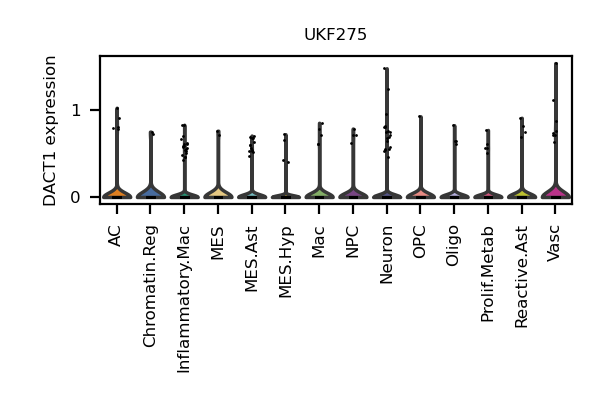 UKF275
DACT1 expression
1
0
AC
Chromatin.Reg
Inflammatory.Mac
MES
MES.Ast
MES.Hyp
Mac
NPC
Neuron
OPC
Oligo
Prolif.Metab
Reactive.Ast
Vasc